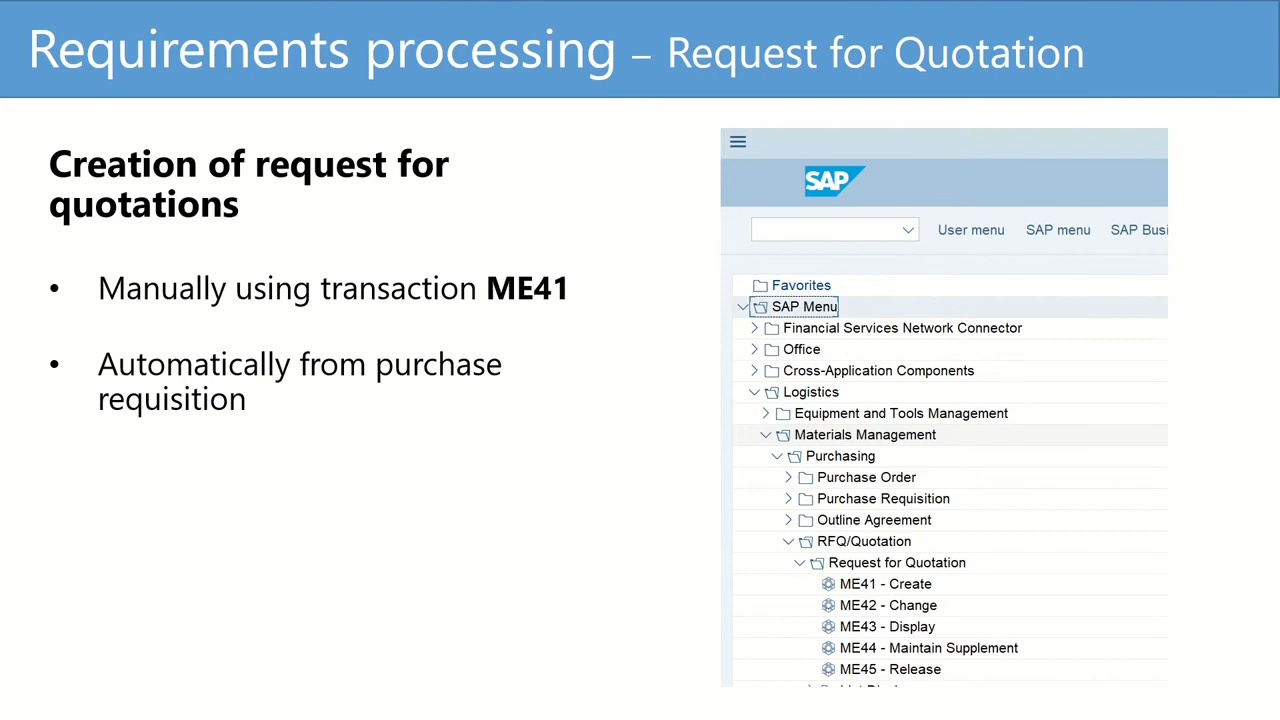 Requirements processing – Request for Quotation
Creation of request for
quotations
• Manually using transaction ME41
• Automatically from purchase
requisition
SAP
User menu SAP menu SAP Busi
Favorites
SAP Menu
Financial Services Network Connector
Office
Cross-Application Components
Logistics
Equipment and Tools Management
Materials Management
Purchasing
Purchase Order
Purchase Requisition
Outline Agreement
RFQ/Quotation
Request for Quotation
ME41 - Create
ME42 - Change
ME43 - Display
ME44 - Maintain Supplement
ME45 - Release